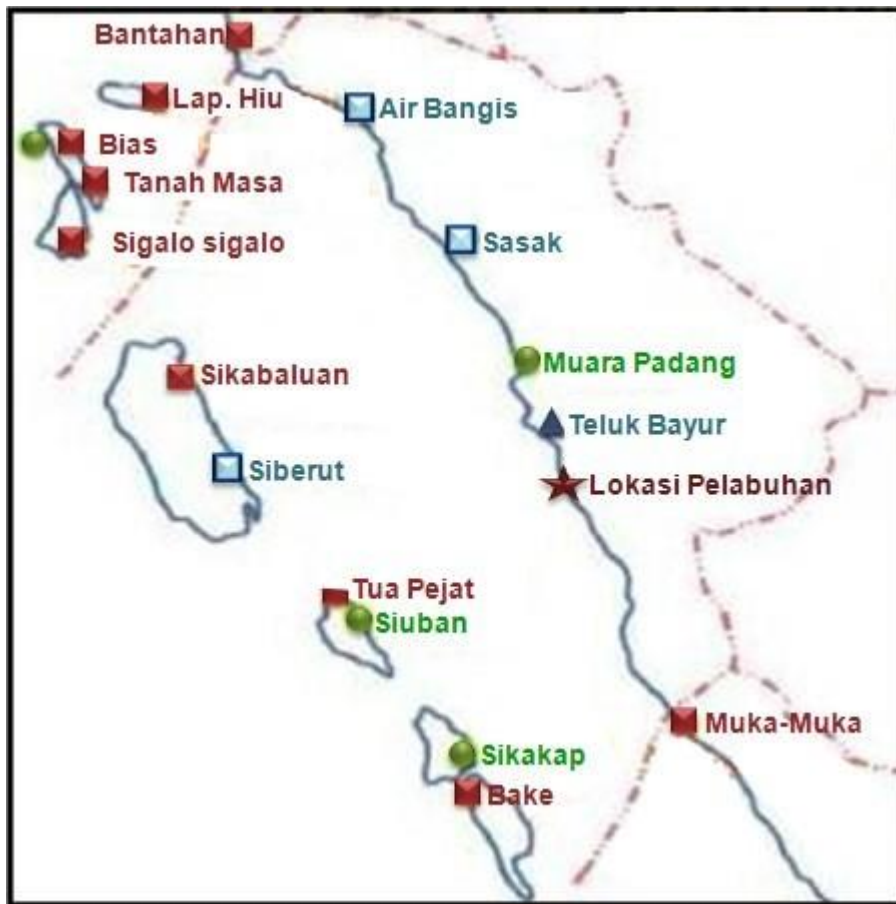 Bantahan
Lap. Hiu
Air Bangis
Bias
Tanah Masa
Sigalo sigalo
Sasak
Muara Padang
Sikabaluan
Teluk Bayur
Siberut
Lokasi Pelabuhan
Tua Pejat
Siuban
Muka-Muka
Sikakap
Bake